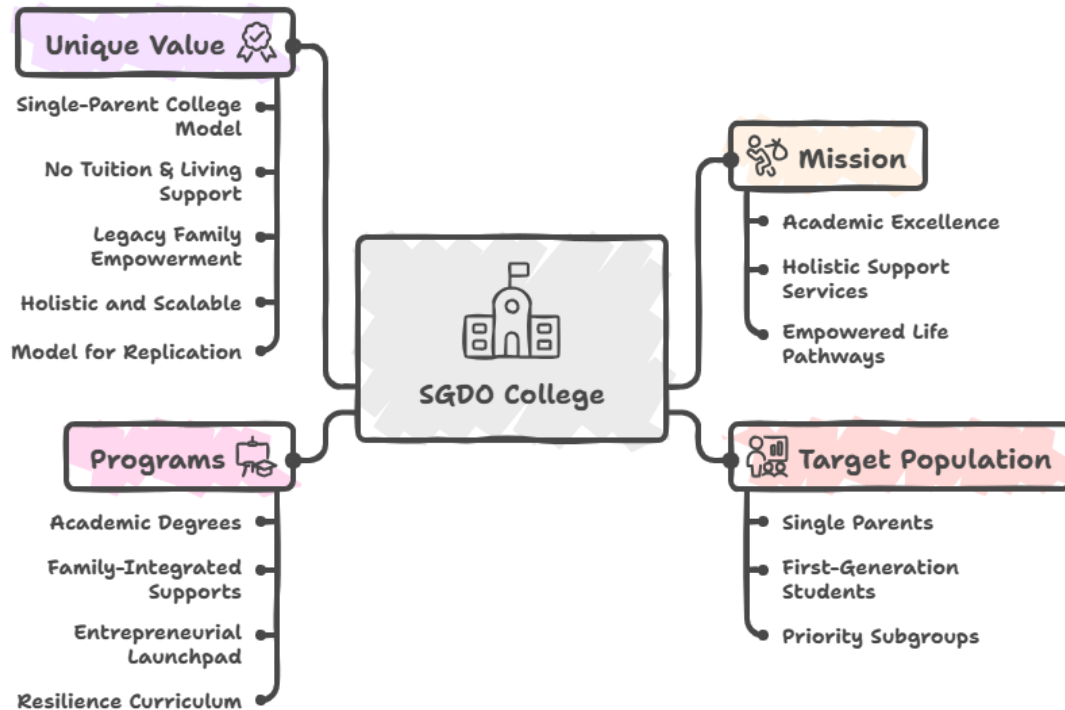 Unique Value
Single-Parent College
Model
No Tuition & Living
Support
Legacy Family
Empowerment
Holistic and Scalable
Model for Replication
Programs
Academic Degrees
Family-Integrated
Supports
Entrepreneurial
Launchpad
Resilience Curriculum
SGDO College
Mission
Academic Excellence
Holistic Support
Services
Empowered Life
Pathways
Target Population
Single Parents
First-Generation
Students
Priority Subgroups